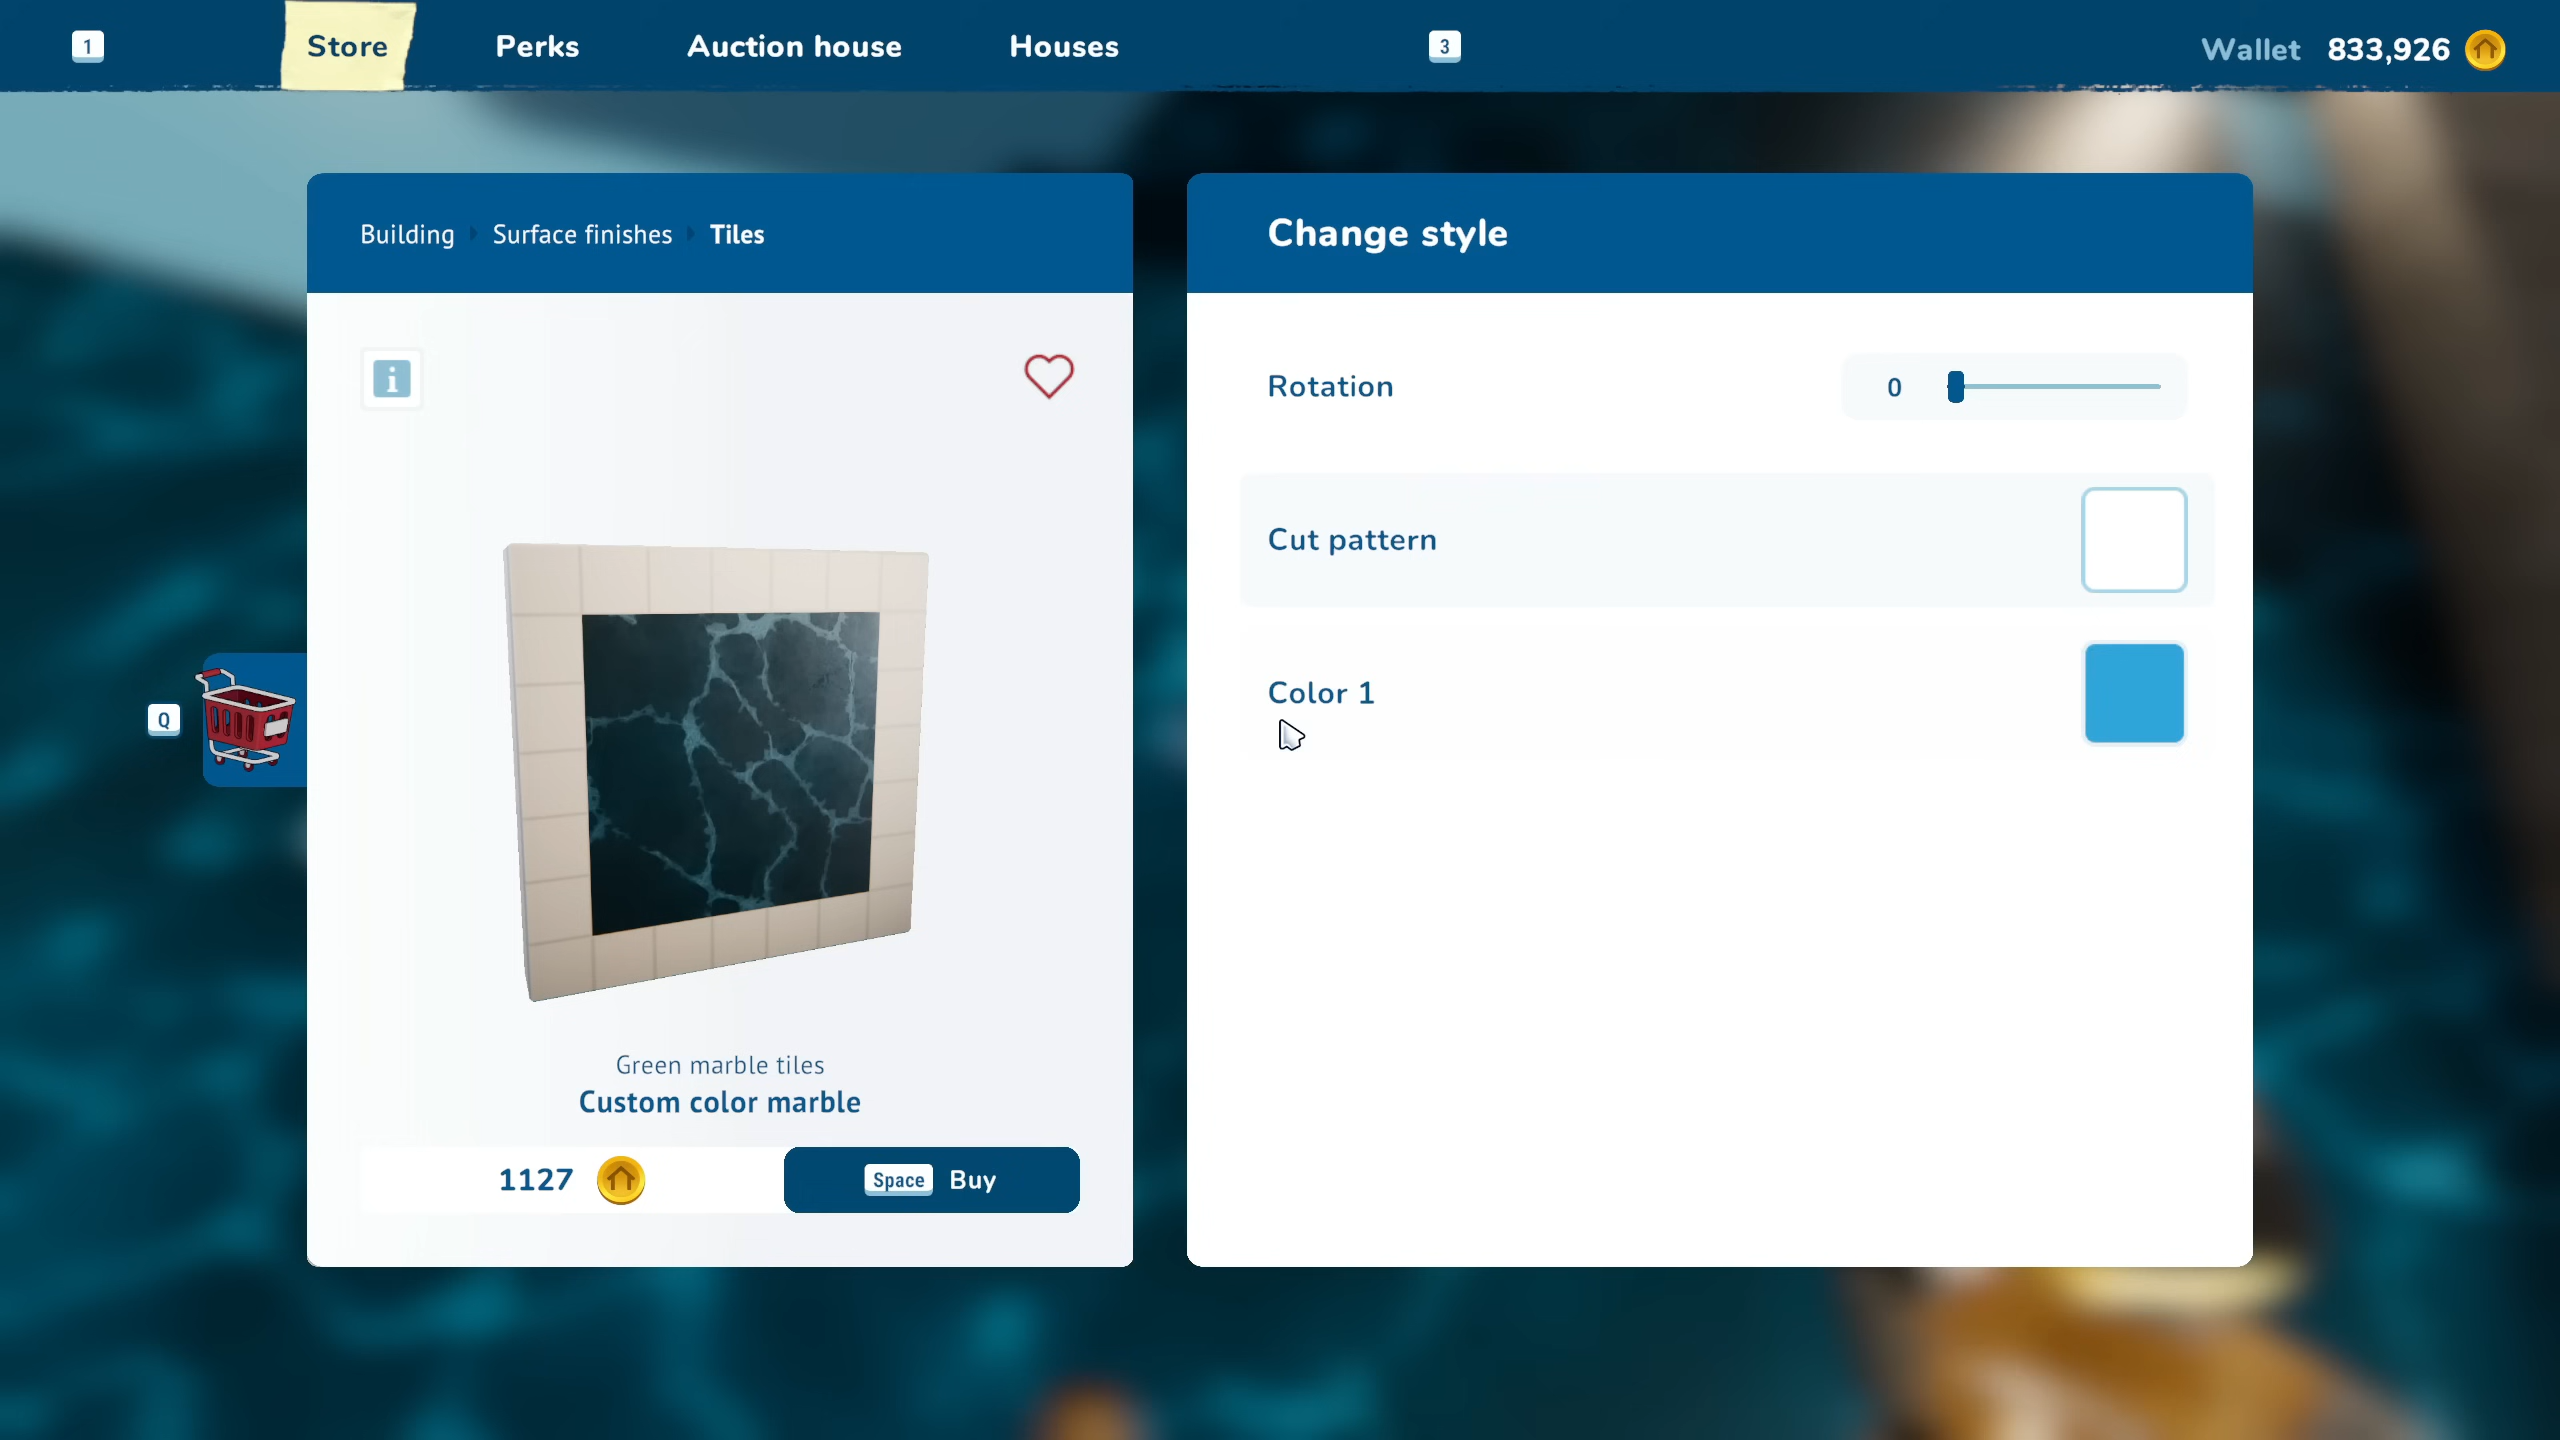 1
Store
Perks
Auction house
Houses
3
Wallet 833,926
Building Surface finishes Tiles
i
Q
Green marble tiles
Custom color marble
1127
Space Buy
Change style
Rotation 0
Cut pattern
Color 1